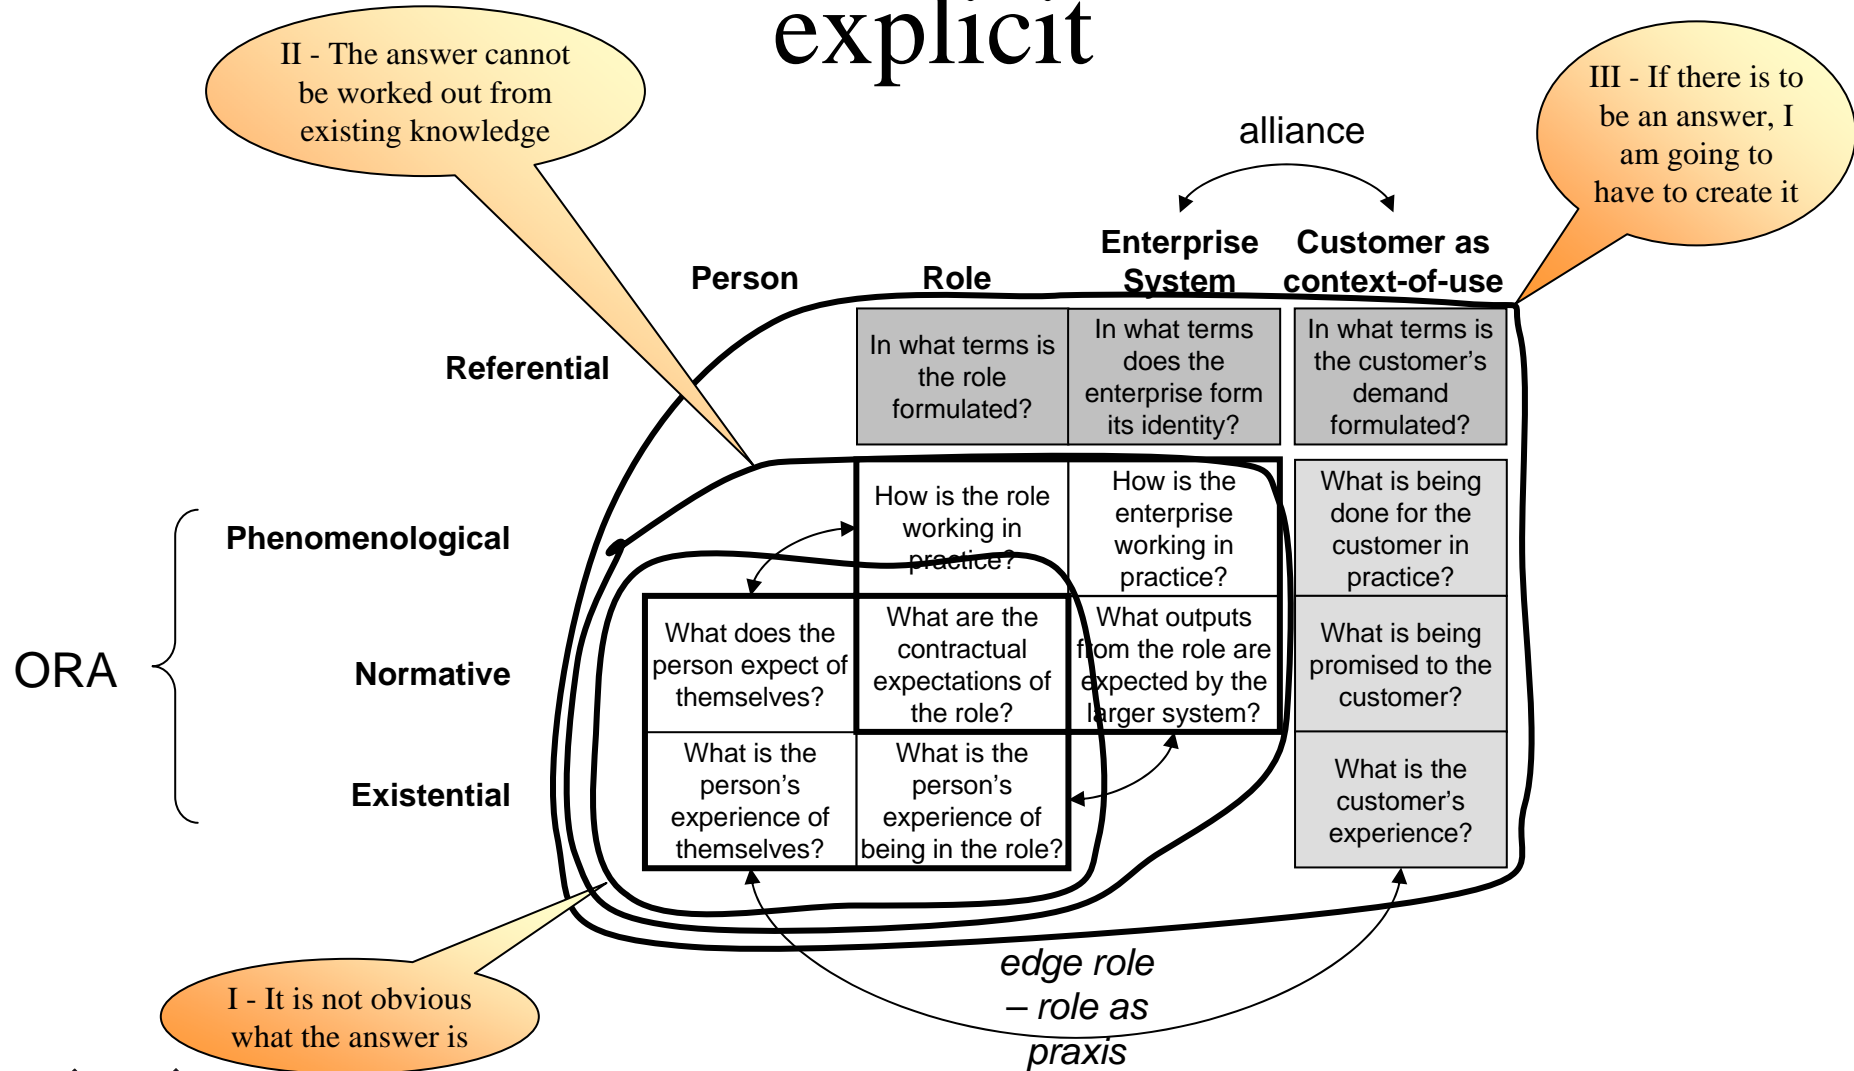 explicit
II - The answer cannot
be worked out from
existing knowledge
III - If there is to
be an answer, I
am going to
have to create it
alliance
Person
Role
Enterprise
System
Customer as
context-of-use
Referential
In what terms is
the role
formulated?
In what terms
does the
enterprise form
its identity?
In what terms is
the customer’s
demand
formulated?
Phenomenological
How is the role
working in
practice?
How is the
enterprise
working in
practice?
What is being
done for the
customer in
practice?
ORA
Normative
What does the
person expect of
themselves?
What are the
contractual
expectations of
the role?
What outputs
from the role are
expected by the
larger system?
What is being
promised to the
customer?
Existential
What is the
person’s
experience of
themselves?
What is the
person’s
experience of
being in the role?
What is the
customer’s
experience?
I - It is not obvious
what the answer is
edge role
– role as
praxis